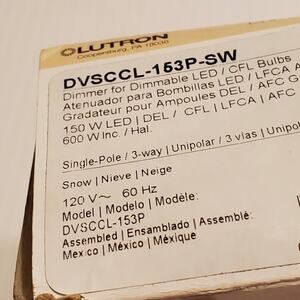 LUTRON
Coopersburg, PA 18036
DVSCCL-153P-SW
Dimmer for Dimmable LED / CFL Bulbs
Atenuador para Bombillas LED / LFCA A
Gradateur pour Ampoules DEL / AFC G
150 W LED | DEL / CFL | LFCA | AFC
600 W Inc. / Hal.
Single-Pole / 3-way | Unipolar / 3 vías | Unipo
Snow | Nieve | Neige
120 V~ 60 Hz
Model | Modelo | Modèle:
DVSCCL-153P
Assembled | Ensamblado | Assemblé:
Mexico | México | Mexique